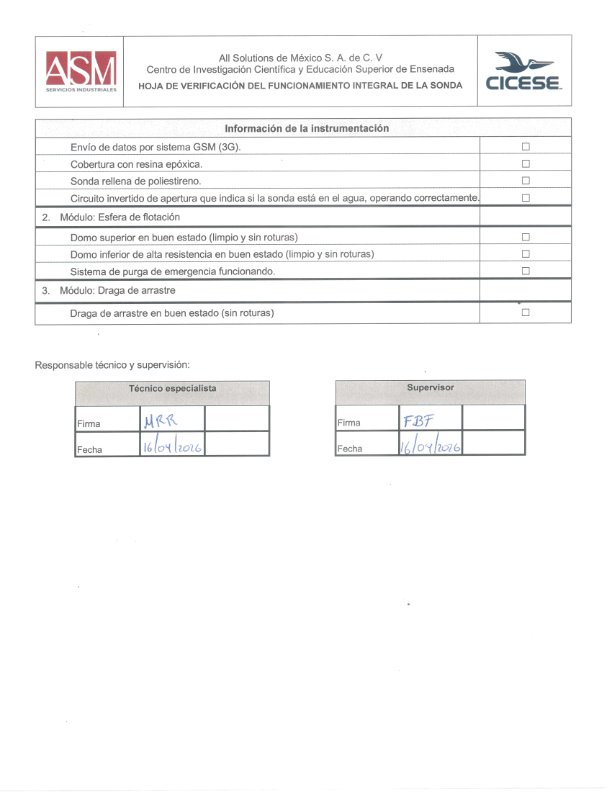 ASM
SERVICIOS INDUSTRIALES
All Solutions de México S. A. de C. V
Centro de Investigación Científica y Educación Superior de Ensenada
HOJA DE VERIFICACIÓN DEL FUNCIONAMIENTO INTEGRAL DE LA SONDA
CICESE
Información de la instrumentación
Envío de datos por sistema GSM (3G). ☐
Cobertura con resina epóxica. ☐
Sonda rellena de poliestireno. ☐
Circuito invertido de apertura que indica si la sonda está en el agua, operando correctamente. ☐
2. Módulo: Esfera de flotación
Domo superior en buen estado (limpio y sin roturas) ☐
Domo inferior de alta resistencia en buen estado (limpio y sin roturas) ☐
Sistema de purga de emergencia funcionando. ☐
3. Módulo: Draga de arrastre
Draga de arrastre en buen estado (sin roturas) ☐
Responsable técnico y supervisión:
Técnico especialista
Firma MRR
Fecha 16/04/2026
Supervisor
Firma FBF
Fecha 16/04/2026